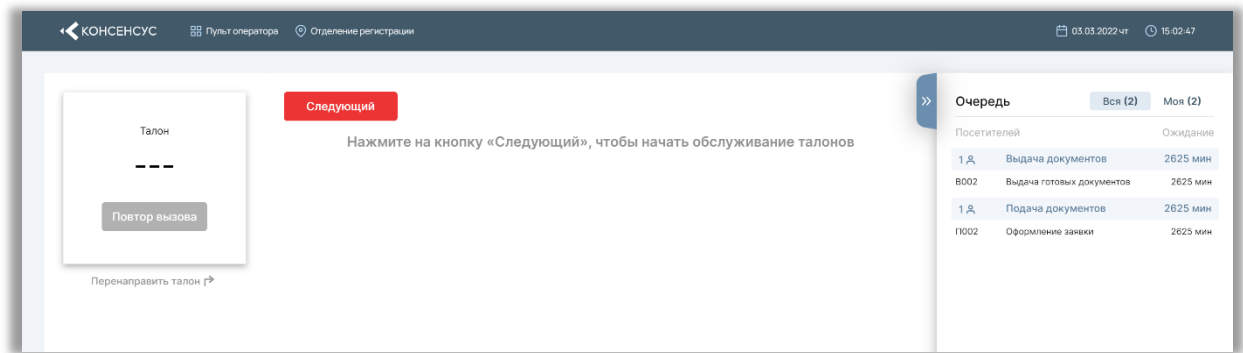 КОНСЕНСУС Пульт оператора Отделение регистрации 03.03.2022 чт 15:02:47
Талон
---
Повтор вызова
Перенаправить талон
Следующий
Нажмите на кнопку «Следующий», чтобы начать обслуживание талонов
Очередь Вся (2) Моя (2)
Посетителей Ожидание
1 Выдача документов 2625 мин
В002 Выдача готовых документов 2625 мин
1 Подача документов 2625 мин
П002 Оформление заявки 2625 мин